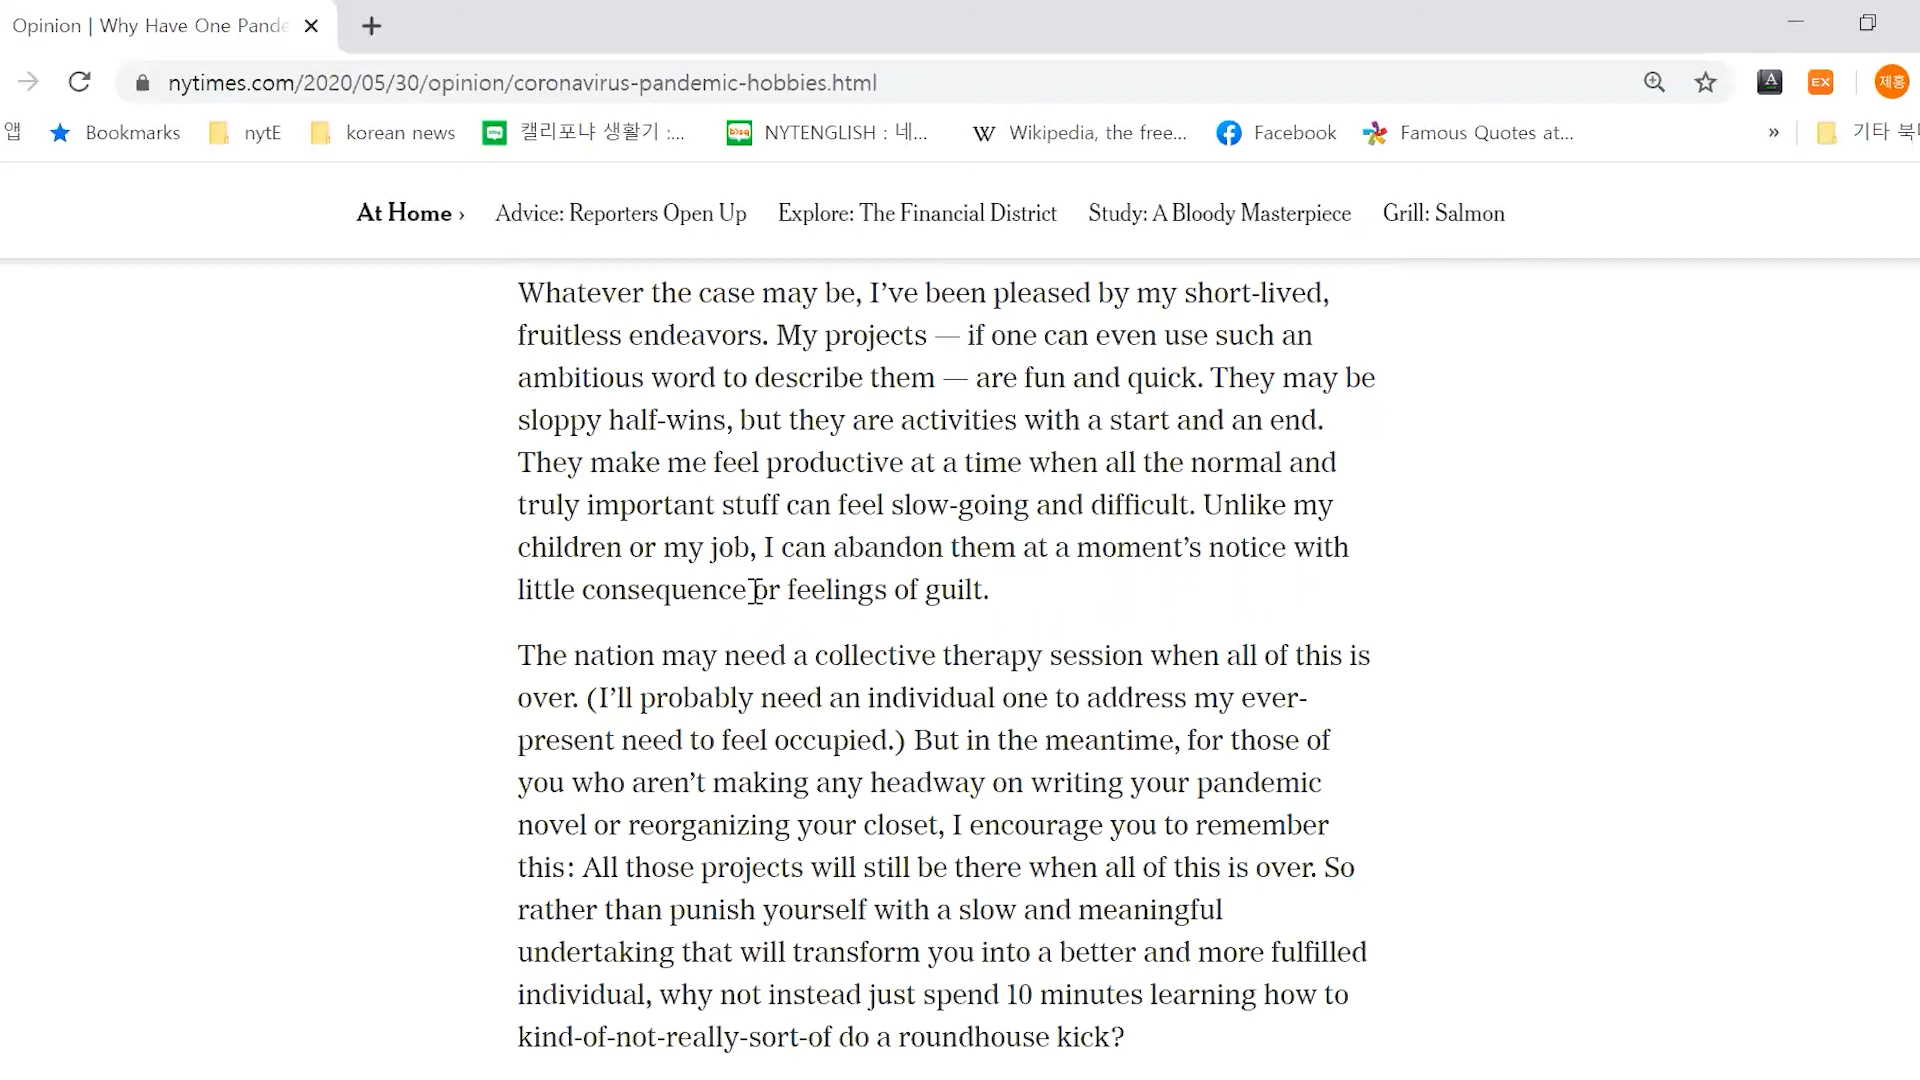 Opinion | Why Have One Pande
nytimes.com/2020/05/30/opinion/coronavirus-pandemic-hobbies.html
A
EX
제홍
앱 Bookmarks nytE korean news 캘리포냐 생활기 :... blog NYTENGLISH : 네... W Wikipedia, the free... Facebook Famous Quotes at... » 기타 북
At Home › Advice: Reporters Open Up Explore: The Financial District Study: A Bloody Masterpiece Grill: Salmon
Whatever the case may be, I’ve been pleased by my short-lived,
fruitless endeavors. My projects — if one can even use such an
ambitious word to describe them — are fun and quick. They may be
sloppy half-wins, but they are activities with a start and an end.
They make me feel productive at a time when all the normal and
truly important stuff can feel slow-going and difficult. Unlike my
children or my job, I can abandon them at a moment’s notice with
little consequence or feelings of guilt.
The nation may need a collective therapy session when all of this is
over. (I’ll probably need an individual one to address my ever-
present need to feel occupied.) But in the meantime, for those of
you who aren’t making any headway on writing your pandemic
novel or reorganizing your closet, I encourage you to remember
this: All those projects will still be there when all of this is over. So
rather than punish yourself with a slow and meaningful
undertaking that will transform you into a better and more fulfilled
individual, why not instead just spend 10 minutes learning how to
kind-of-not-really-sort-of do a roundhouse kick?